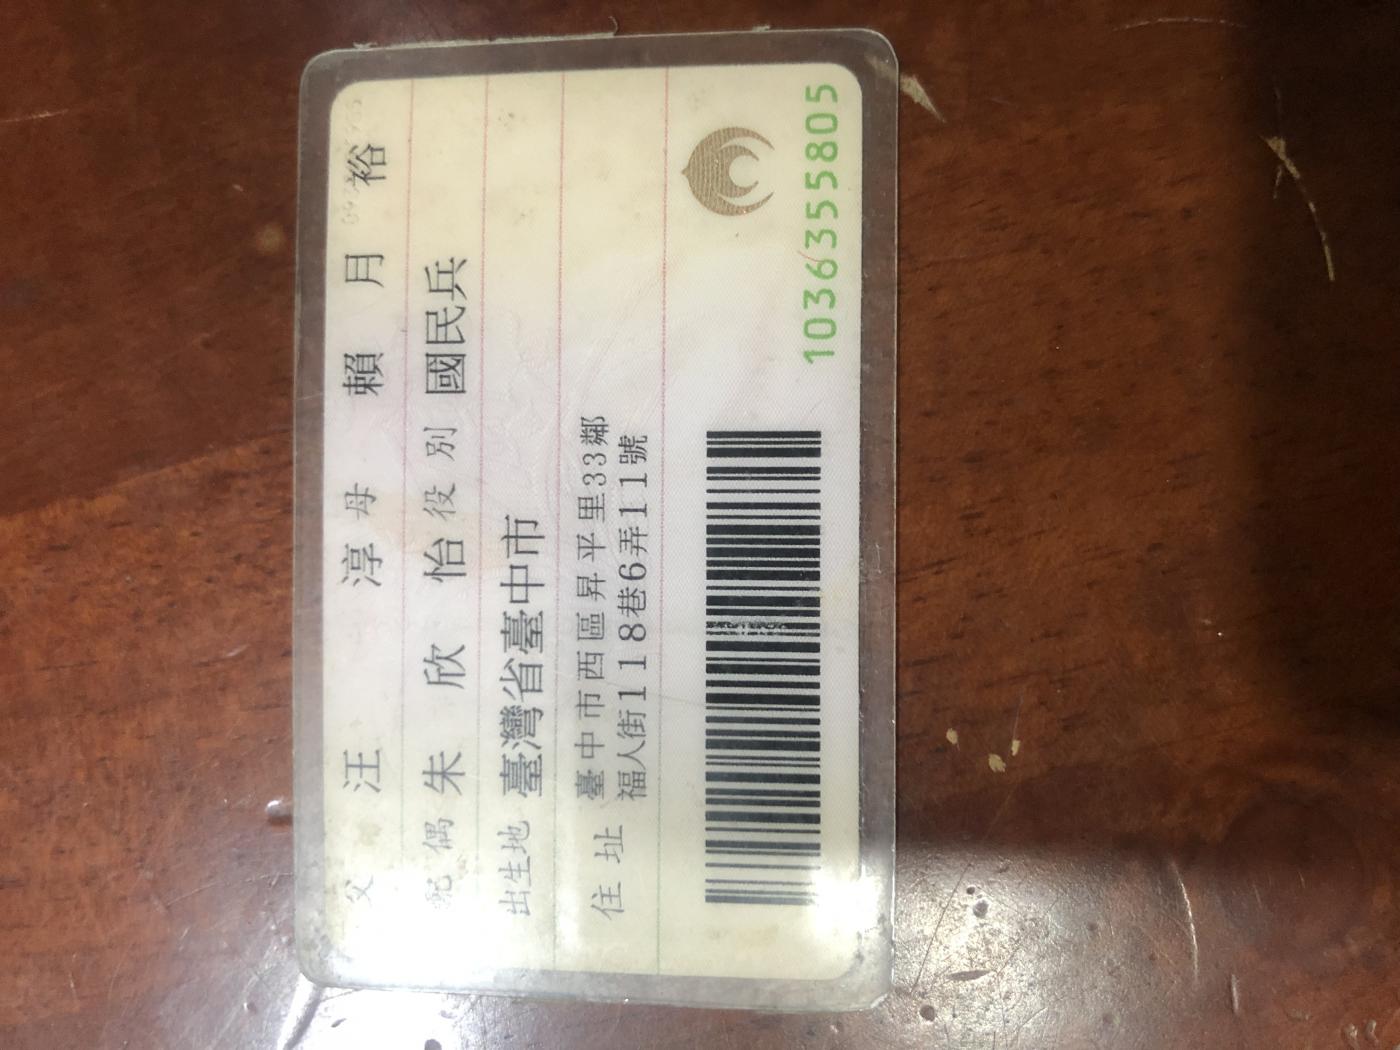 父 汪 淳 母 賴 月 裕
配偶 朱 欣 怡 役別 國民兵
出生地 臺灣省臺中市
住址 臺中市西區昇平里33鄰
福人街118巷6弄11號
1036355805